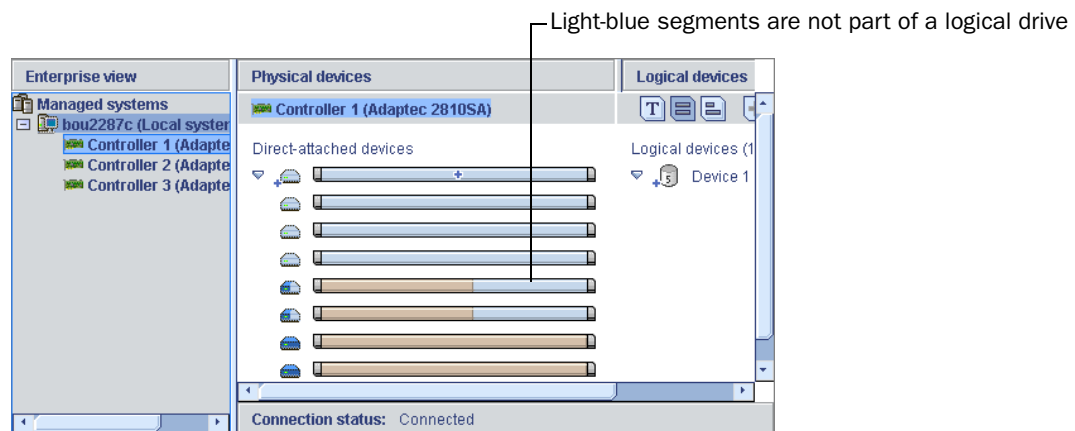 Light-blue segments are not part of a logical drive
Enterprise view
Physical devices
Logical devices
Managed systems
bou2287c (Local syster
Controller 1 (Adapte
Controller 2 (Adapte
Controller 3 (Adapte
Controller 1 (Adaptec 2810SA)
T
Direct-attached devices
Logical devices (1
5
Device 1
Connection status: Connected